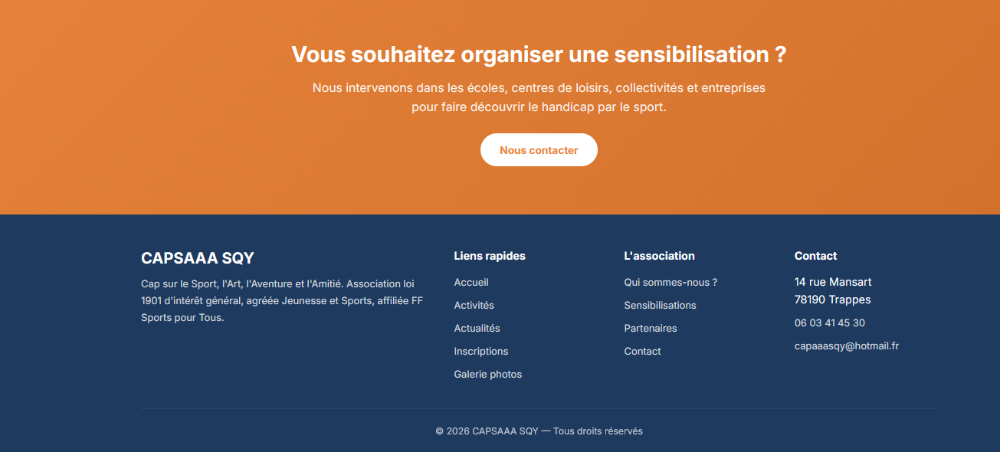 Vous souhaitez organiser une sensibilisation ?
Nous intervenons dans les écoles, centres de loisirs, collectivités et entreprises
pour faire découvrir le handicap par le sport.
Nous contacter
CAPSAAA SQY
Cap sur le Sport, l'Art, l'Aventure et l'Amitié. Association loi
1901 d'intérêt général, agréée Jeunesse et Sports, affiliée FF
Sports pour Tous.
Liens rapides
Accueil
Activités
Actualités
Inscriptions
Galerie photos
L'association
Qui sommes-nous ?
Sensibilisations
Partenaires
Contact
Contact
14 rue Mansart
78190 Trappes
06 03 41 45 30
capaaasqy@hotmail.fr
© 2026 CAPSAAA SQY — Tous droits réservés